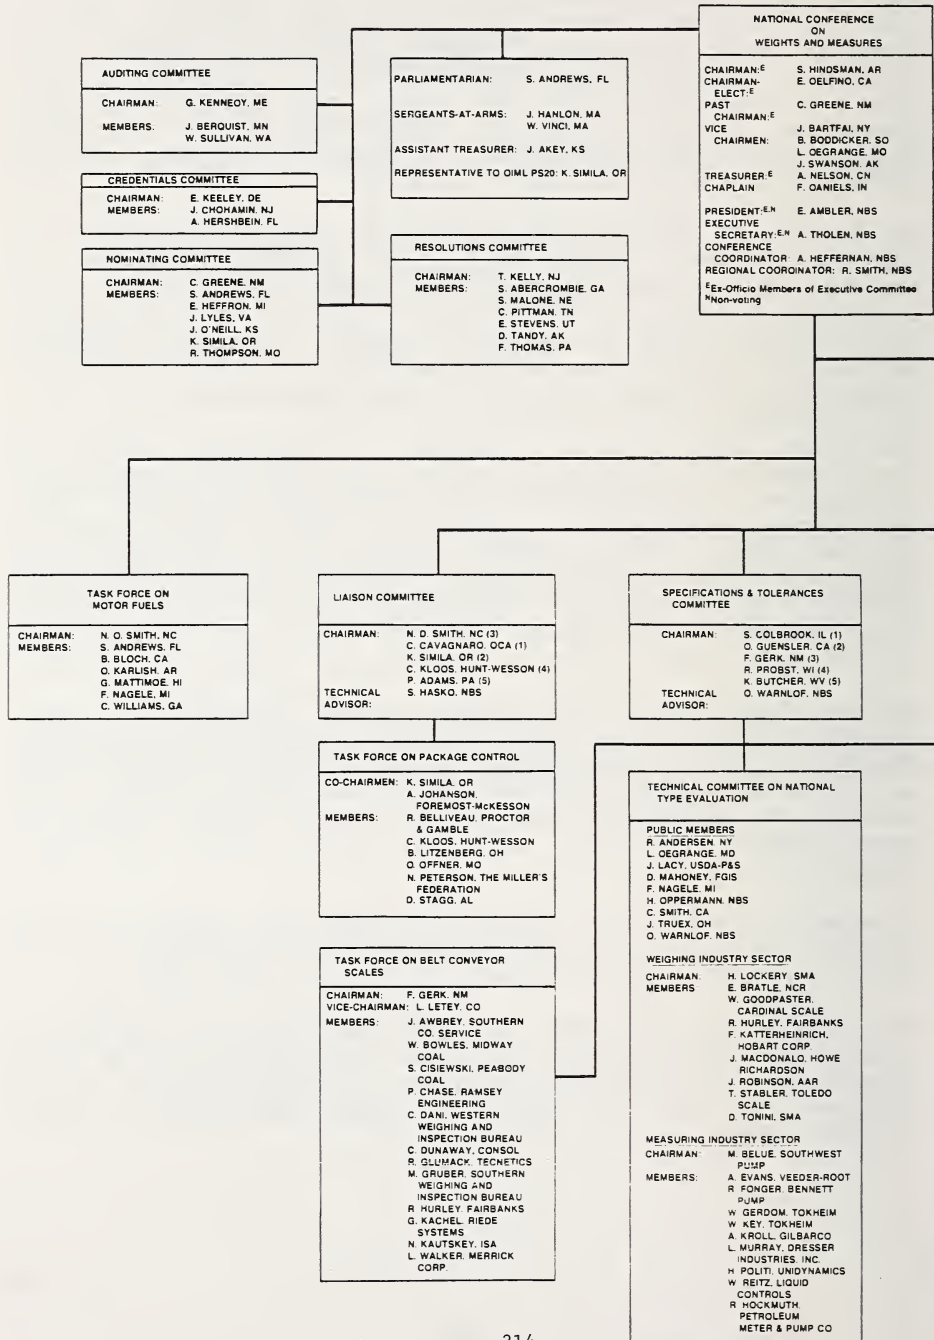 NATIONAL CONFERENCE
ON
WEIGHTS AND MEASURES
CHAIRMAN:E S. HINDSMAN, AR
CHAIRMAN- E. OELFINO, CA
ELECT:E
PAST C. GREENE, NM
CHAIRMAN:E
VICE J. BARTFAI, NY
CHAIRMEN: B. BODDICKER, SO
L. OEGRANGE, MO
J. SWANSON, AK
TREASURER:E A. NELSON, CN
CHAPLAIN F. OANIELS, IN
PRESIDENT:E,N E. AMBLER, NBS
EXECUTIVE
SECRETARY:E,N A. THOLEN, NBS
CONFERENCE
COORDINATOR: A. HEFFERNAN, NBS
REGIONAL COOROINATOR: R. SMITH, NBS
EEx-Officio Members of Executive Committee
NNon-voting
AUDITING COMMITTEE
CHAIRMAN: G. KENNEOY, ME
MEMBERS: J. BERQUIST, MN
W. SULLIVAN, WA
PARLIAMENTARIAN: S. ANDREWS, FL
SERGEANTS-AT-ARMS: J. HANLON, MA
W. VINCI, MA
ASSISTANT TREASURER: J. AKEY, KS
REPRESENTATIVE TO OIML PS20: K. SIMILA, OR
CREDENTIALS COMMITTEE
CHAIRMAN: E. KEELEY, DE
MEMBERS: J. CHOHAMIN, NJ
A. HERSHBEIN, FL
NOMINATING COMMITTEE
CHAIRMAN: C. GREENE, NM
MEMBERS: S. ANDREWS, FL
E. HEFFRON, MI
J. LYLES, VA
J. O'NEILL, KS
K. SIMILA, OR
R. THOMPSON, MO
RESOLUTIONS COMMITTEE
CHAIRMAN: T. KELLY, NJ
MEMBERS: S. ABERCROMBIE, GA
S. MALONE, NE
C. PITTMAN, TN
E. STEVENS, UT
D. TANDY, AK
F. THOMAS, PA
TASK FORCE ON
MOTOR FUELS
CHAIRMAN: N. O. SMITH, NC
MEMBERS: S. ANDREWS, FL
B. BLOCH, CA
O. KARLISH, AR
G. MATTIMOE, HI
F. NAGELE, MI
C. WILLIAMS, GA
LIAISON COMMITTEE
CHAIRMAN: N. D. SMITH, NC (3)
C. CAVAGNARO, OCA (1)
K. SIMILA, OR (2)
C. KLOOS, HUNT-WESSON (4)
P. ADAMS, PA (5)
TECHNICAL S. HASKO, NBS
ADVISOR:
SPECIFICATIONS & TOLERANCES
COMMITTEE
CHAIRMAN: S. COLBROOK, IL (1)
O. GUENSLER, CA (2)
F. GERK, NM (3)
R. PROBST, WI (4)
K. BUTCHER, WV (5)
TECHNICAL O. WARNLOF, NBS
ADVISOR:
TASK FORCE ON PACKAGE CONTROL
CO-CHAIRMEN: K. SIMILA, OR
A. JOHANSON,
FOREMOST-McKESSON
MEMBERS: R. BELLIVEAU, PROCTOR
& GAMBLE
C. KLOOS, HUNT-WESSON
B. LITZENBERG, OH
O. OFFNER, MO
N. PETERSON, THE MILLER'S
FEDERATION
D. STAGG, AL
TASK FORCE ON BELT CONVEYOR
SCALES
CHAIRMAN: F. GERK, NM
VICE-CHAIRMAN: L. LETEY, CO
MEMBERS: J. AWBREY, SOUTHERN
CO. SERVICE
W. BOWLES, MIDWAY
COAL
S. CISIEWSKI, PEABODY
COAL
P. CHASE, RAMSEY
ENGINEERING
C. DANI, WESTERN
WEIGHING AND
INSPECTION BUREAU
C. DUNAWAY, CONSOL
R. GLUMACK, TECNETICS
M. GRUBER, SOUTHERN
WEIGHING AND
INSPECTION BUREAU
R HURLEY, FAIRBANKS
G. KACHEL, RIEDE
SYSTEMS
N. KAUTSKEY, ISA
L. WALKER, MERRICK
CORP.
TECHNICAL COMMITTEE ON NATIONAL
TYPE EVALUATION
PUBLIC MEMBERS
R. ANDERSEN, NY
L. OEGRANGE, MD
J. LACY, USDA-P&S
D. MAHONEY, FGIS
F. NAGELE, MI
H. OPPERMANN, NBS
C. SMITH, CA
J. TRUEX, OH
O. WARNLOF, NBS
WEIGHING INDUSTRY SECTOR
CHAIRMAN: H. LOCKERY SMA
MEMBERS E. BRATLE, NCR
W. GOODPASTER,
CARDINAL SCALE
R. HURLEY, FAIRBANKS
F. KATTERHEINRICH,
HOBART CORP.
J. MACDONALO, HOWE
RICHARDSON
J. ROBINSON, AAR
T. STABLER, TOLEDO
SCALE
D. TONINI, SMA
MEASURING INDUSTRY SECTOR
CHAIRMAN: M. BELUE, SOUTHWEST
PUMP
MEMBERS: A. EVANS, VEEDER-ROOT
R FONGER, BENNETT
PUMP
W GERDOM, TOKHEIM
W KEY, TOKHEIM
A. KROLL, GILBARCO
L. MURRAY, DRESSER
INDUSTRIES, INC.
H POLITI, UNIDYNAMICS
W REITZ, LIQUID
CONTROLS
R HOCKMUTH,
PETROLEUM
METER & PUMP CO